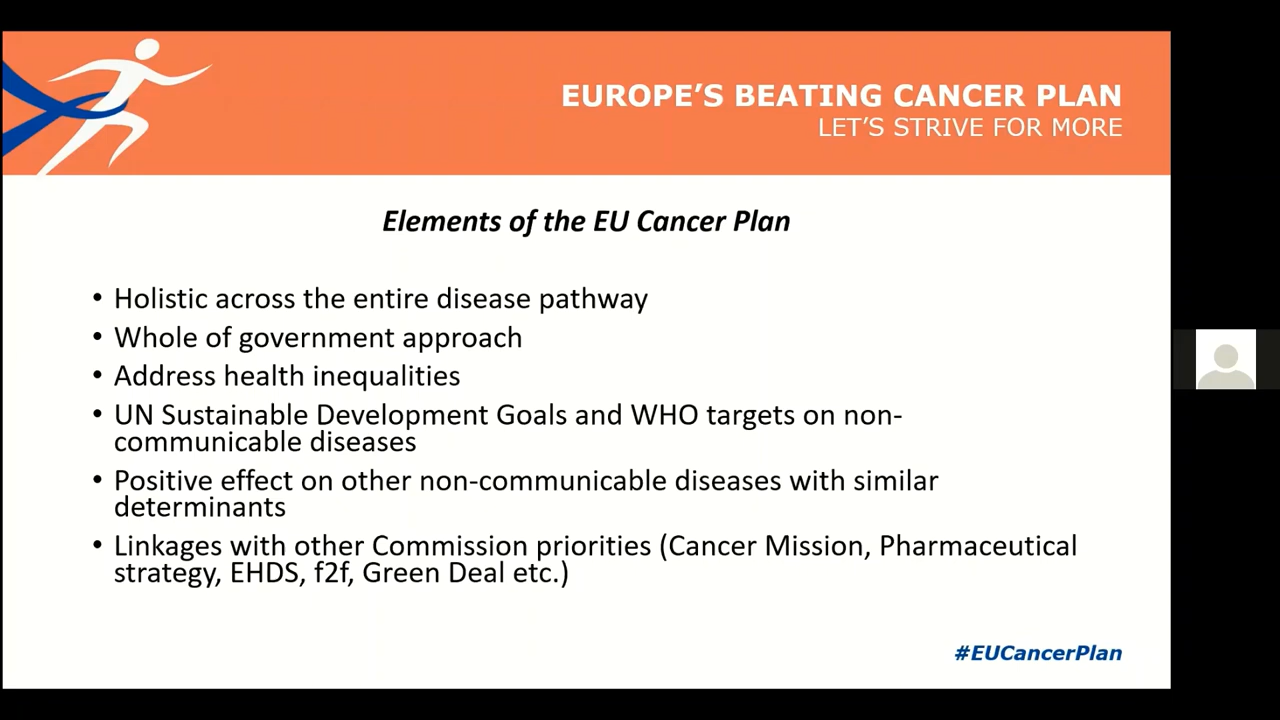 EUROPE'S BEATING CANCER PLAN
LET'S STRIVE FOR MORE
Elements of the EU Cancer Plan
• Holistic across the entire disease pathway
• Whole of government approach
• Address health inequalities
• UN Sustainable Development Goals and WHO targets on non-
communicable diseases
• Positive effect on other non-communicable diseases with similar
determinants
• Linkages with other Commission priorities (Cancer Mission, Pharmaceutical
strategy, EHDS, f2f, Green Deal etc.)
#EUCancerPlan